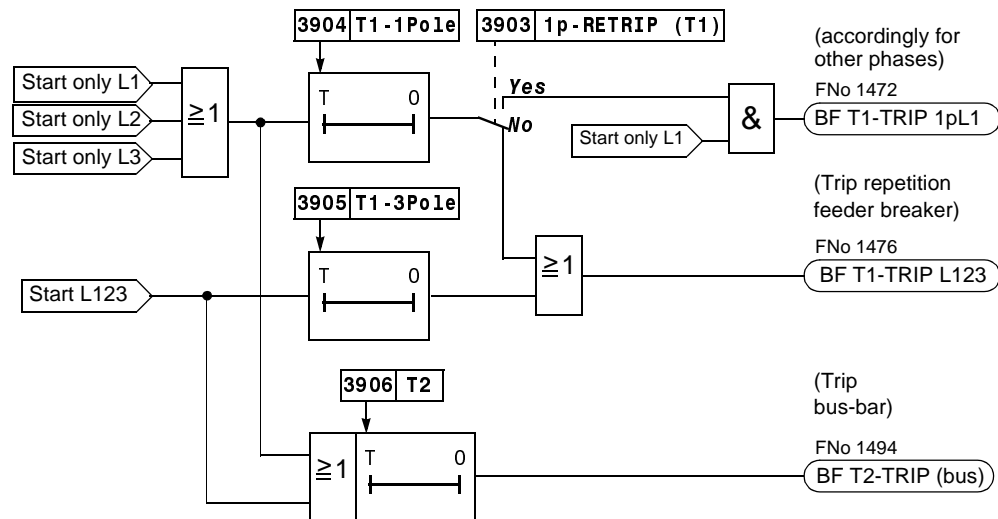 3904 T1-1Pole
3903 1p-RETRIP (T1)
(accordingly for
other phases)
FNo 1472
BF T1-TRIP 1pL1
Start only L1
Start only L2
Start only L3
≥1
T 0
Yes
No
Start only L1
&
3905 T1-3Pole
(Trip repetition
feeder breaker)
FNo 1476
BF T1-TRIP L123
Start L123
T 0
≥1
3906 T2
(Trip
bus-bar)
FNo 1494
BF T2-TRIP (bus)
≥1
T 0